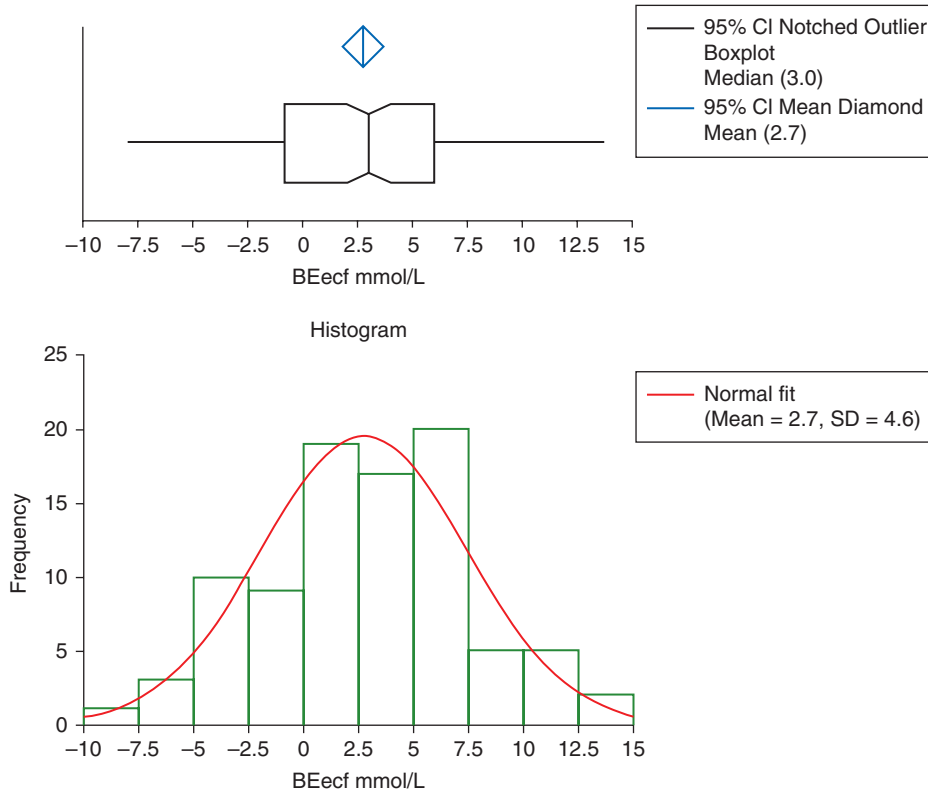 95% CI Notched Outlier
Boxplot
Median (3.0)
95% CI Mean Diamond
Mean (2.7)
−10 −7.5 −5 −2.5 0 2.5 5 7.5 10 12.5 15
BEecf mmol/L
Histogram
25
20
15
10
5
0
Frequency
Normal fit
(Mean = 2.7, SD = 4.6)
−10 −7.5 −5 −2.5 0 2.5 5 7.5 10 12.5 15
BEecf mmol/L